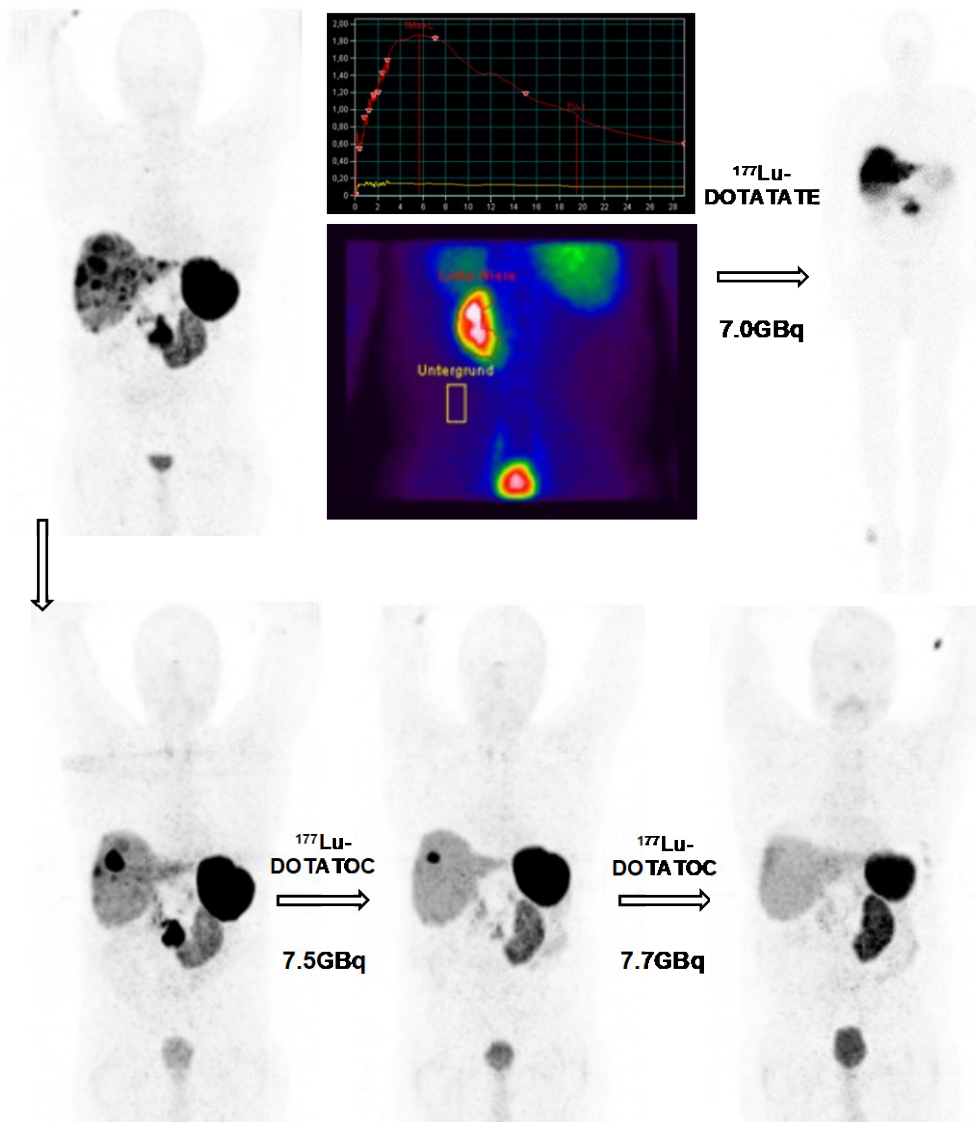 2,00
1,80
1,60
1,40
1,20
1,00
0,80
0,60
0,40
0,20
0
0 2 4 6 8 10 12 14 16 18 20 22 24 26 28
Linke Niere
Untergrund
177Lu-
DOTATATE
7.0GBq
177Lu-
DOTATOC
7.5GBq
177Lu-
DOTATOC
7.7GBq